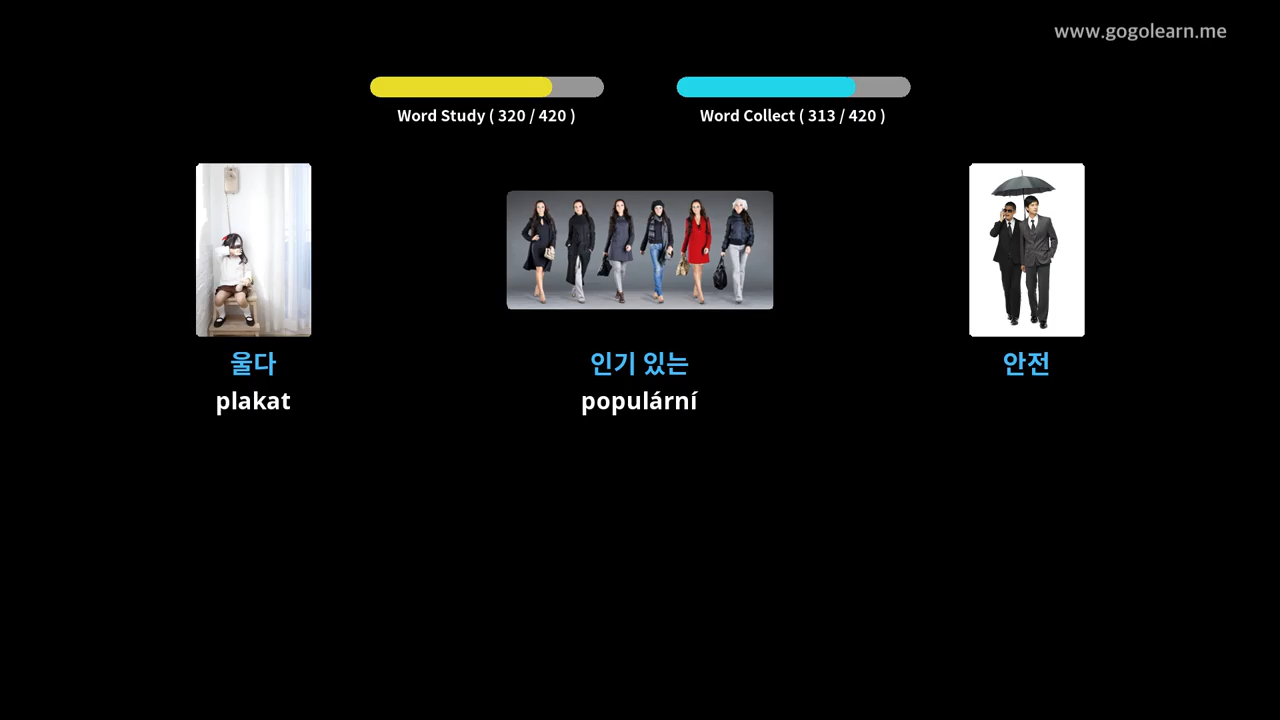 www.gogolearn.me
Word Study ( 320 / 420 )
Word Collect ( 313 / 420 )
울다
인기 있는
안전
plakat
populární